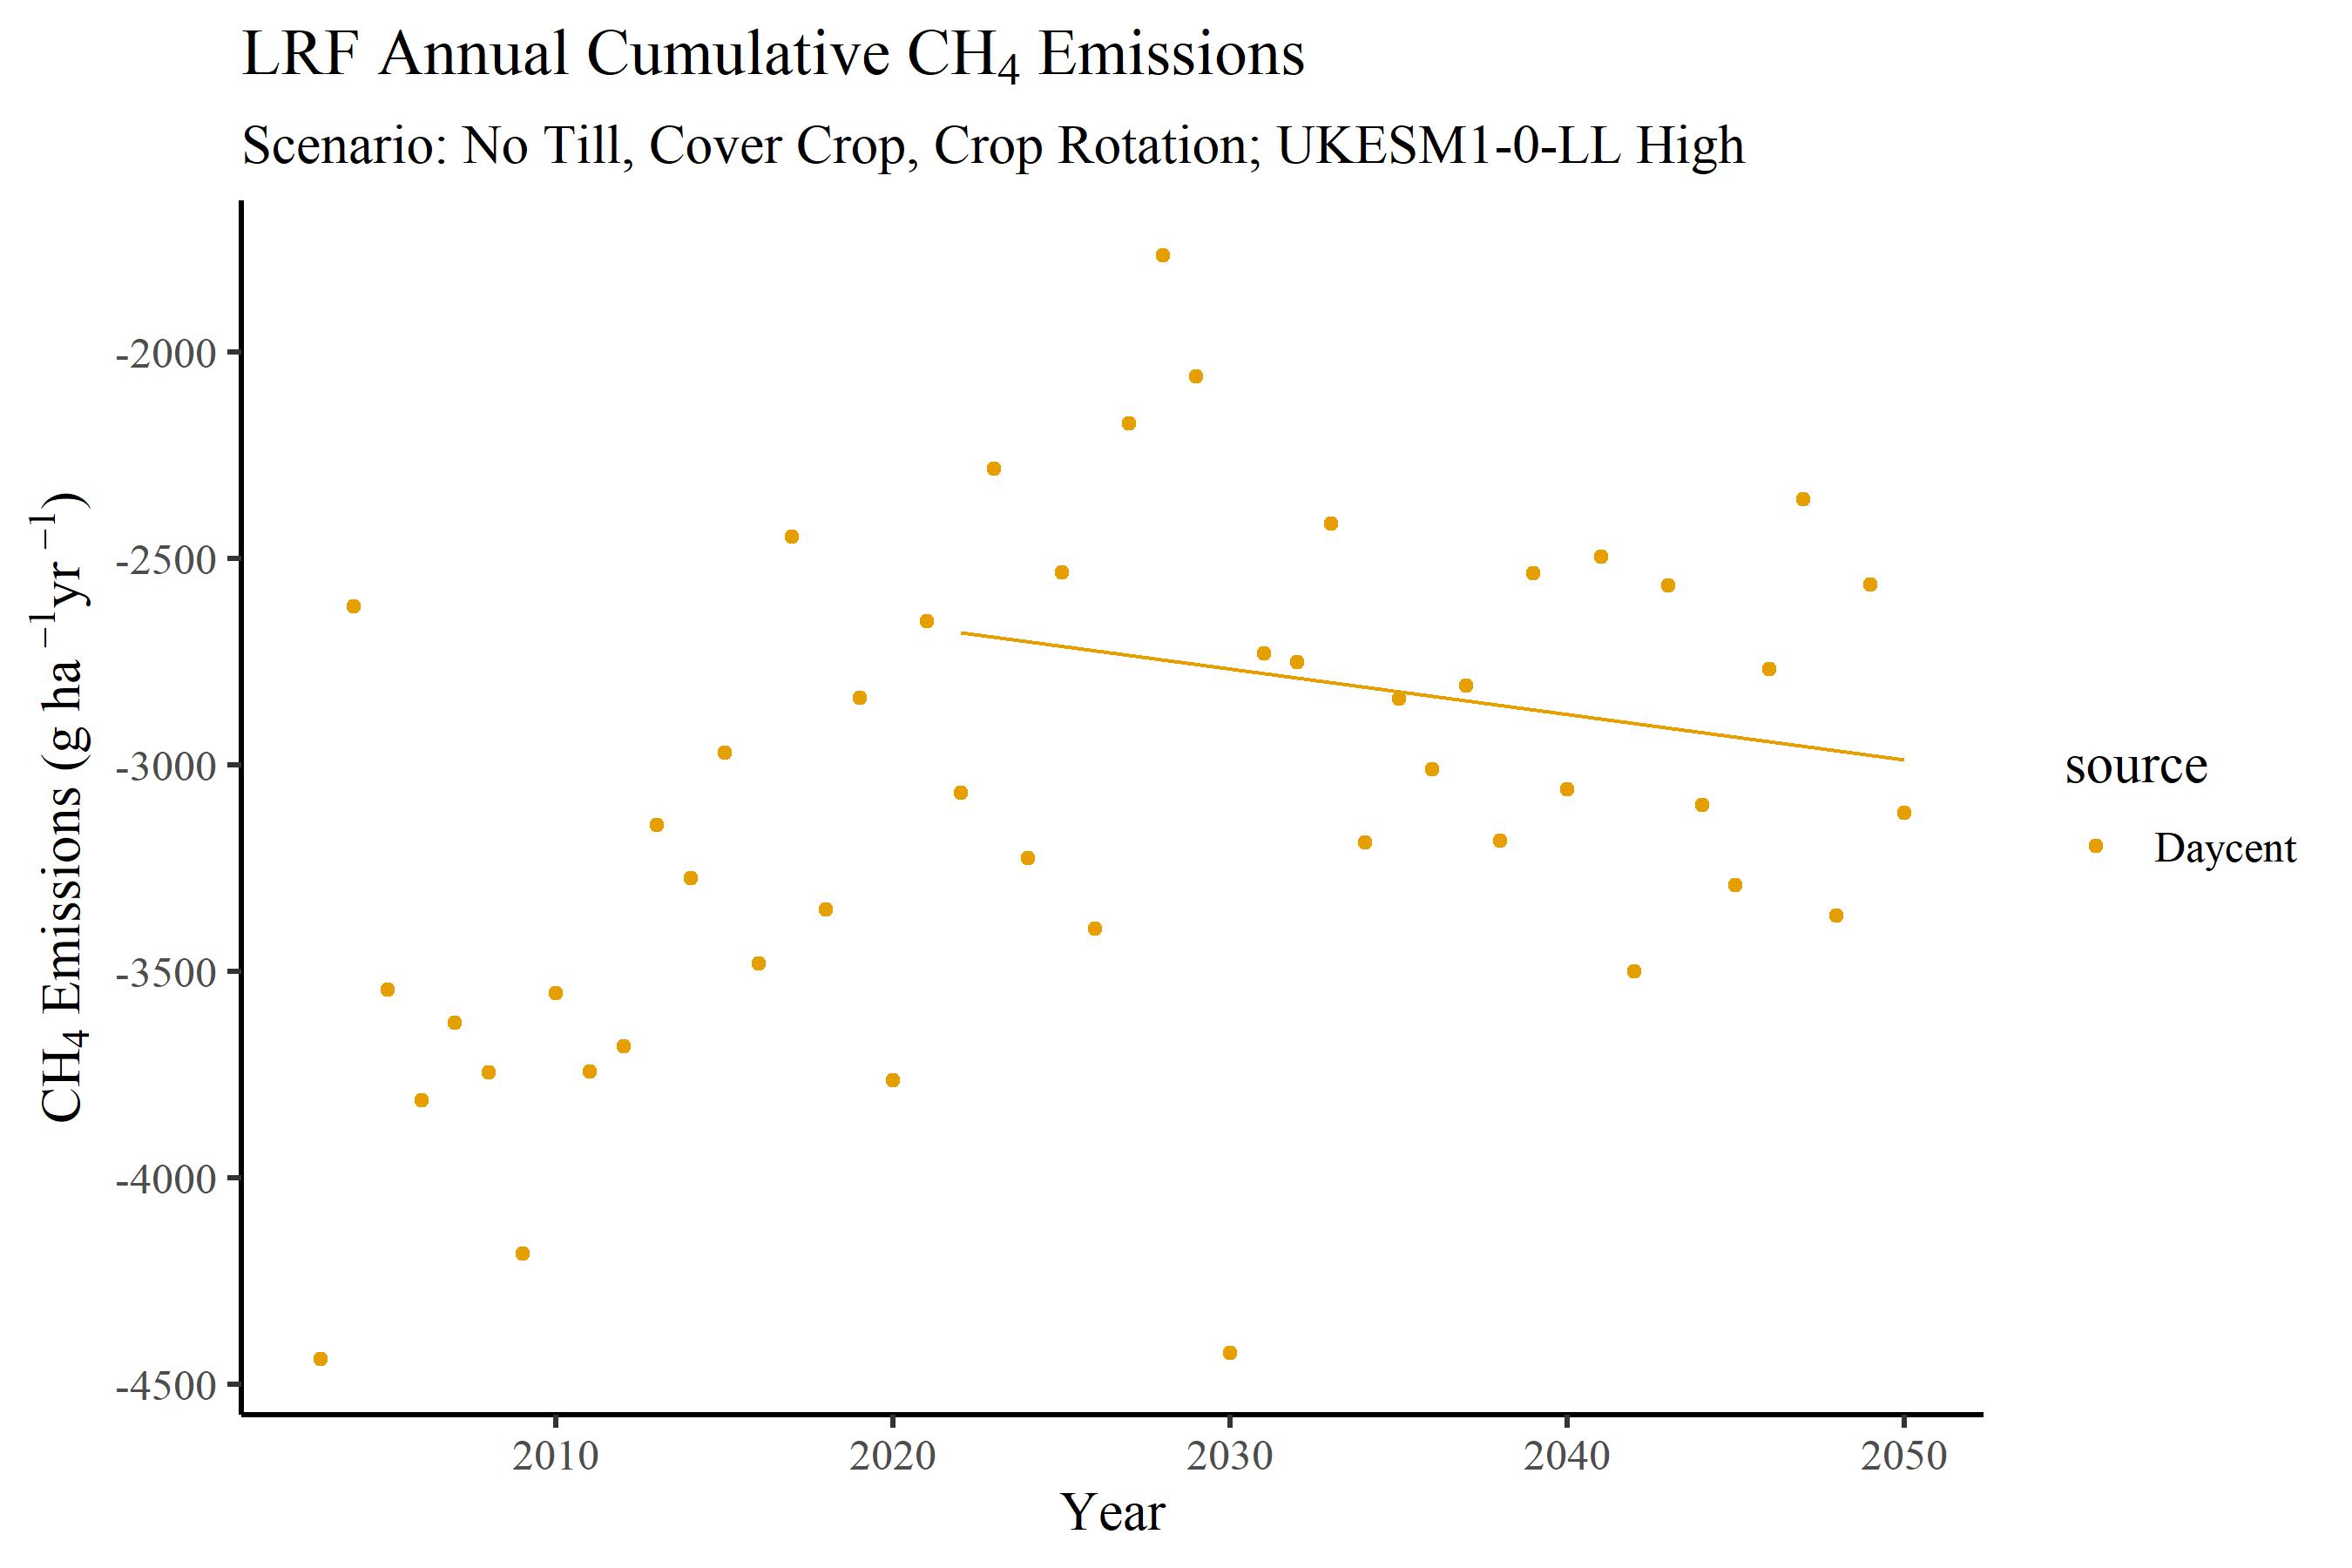 LRF Annual Cumulative CH₄ Emissions
Scenario: No Till, Cover Crop, Crop Rotation; UKESM1-0-LL High
CH₄ Emissions (g ha⁻¹yr⁻¹)
-2000
-2500
-3000
-3500
-4000
-4500
2010 2020 2030 2040 2050
Year
source
Daycent